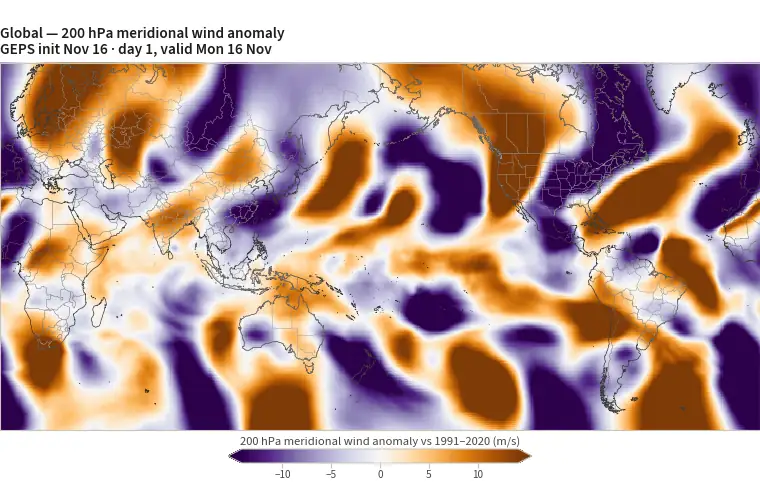 Global — 200 hPa meridional wind anomaly
GEPS init Nov 16 · day 1, valid Mon 16 Nov
200 hPa meridional wind anomaly vs 1991–2020 (m/s)
−10 −5 0 5 10